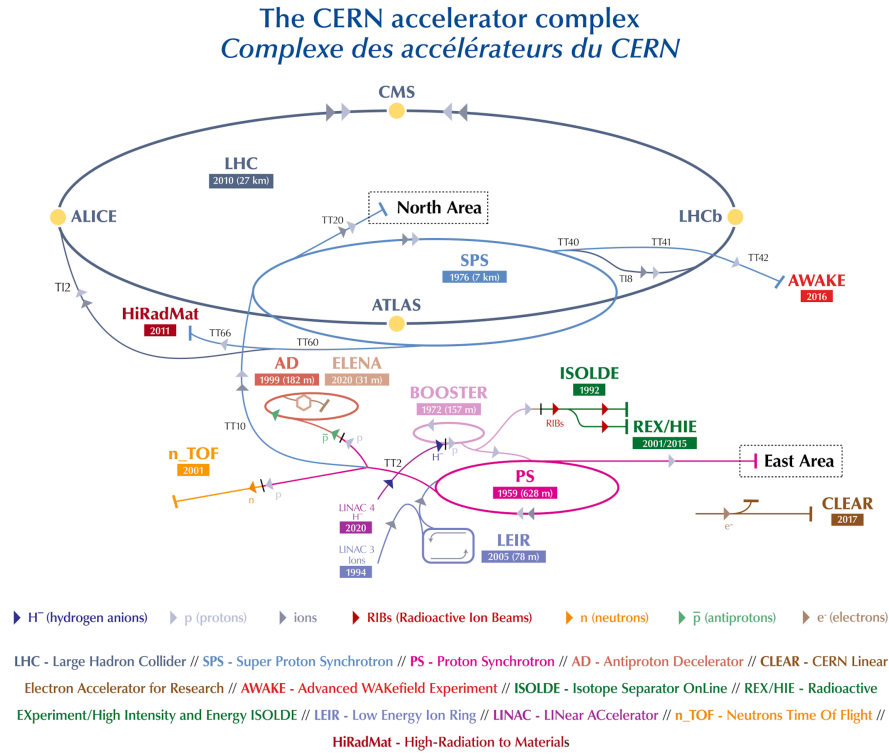 The CERN accelerator complex
Complexe des accélérateurs du CERN
CMS
LHC
2010 (27 km)
ALICE
TT20
North Area
LHCb
TT40
TT41
SPS
1976 (7 km)
TT42
TI8
TI2
AWAKE
2016
HiRadMat
2011
ATLAS
TT66
TT60
AD
1999 (182 m)
ELENA
2020 (31 m)
ISOLDE
1992
BOOSTER
1972 (157 m)
RIBs
REX/HIE
2001/2015
TT10
p
p
H-
p
n_TOF
2001
TT2
East Area
PS
1959 (628 m)
n
p
LINAC 4
H-
2020
CLEAR
2017
e-
LEIR
2005 (78 m)
LINAC 3
Ions
1994
H- (hydrogen anions)
p (protons)
ions
RIBs (Radioactive Ion Beams)
n (neutrons)
p̅ (antiprotons)
e- (electrons)
LHC - Large Hadron Collider // SPS - Super Proton Synchrotron // PS - Proton Synchrotron // AD - Antiproton Decelerator // CLEAR - CERN Linear
Electron Accelerator for Research // AWAKE - Advanced WAKefield Experiment // ISOLDE - Isotope Separator OnLine // REX/HIE - Radioactive
EXperiment/High Intensity and Energy ISOLDE // LEIR - Low Energy Ion Ring // LINAC - LINear ACcelerator // n_TOF - Neutrons Time Of Flight //
HiRadMat - High-Radiation to Materials